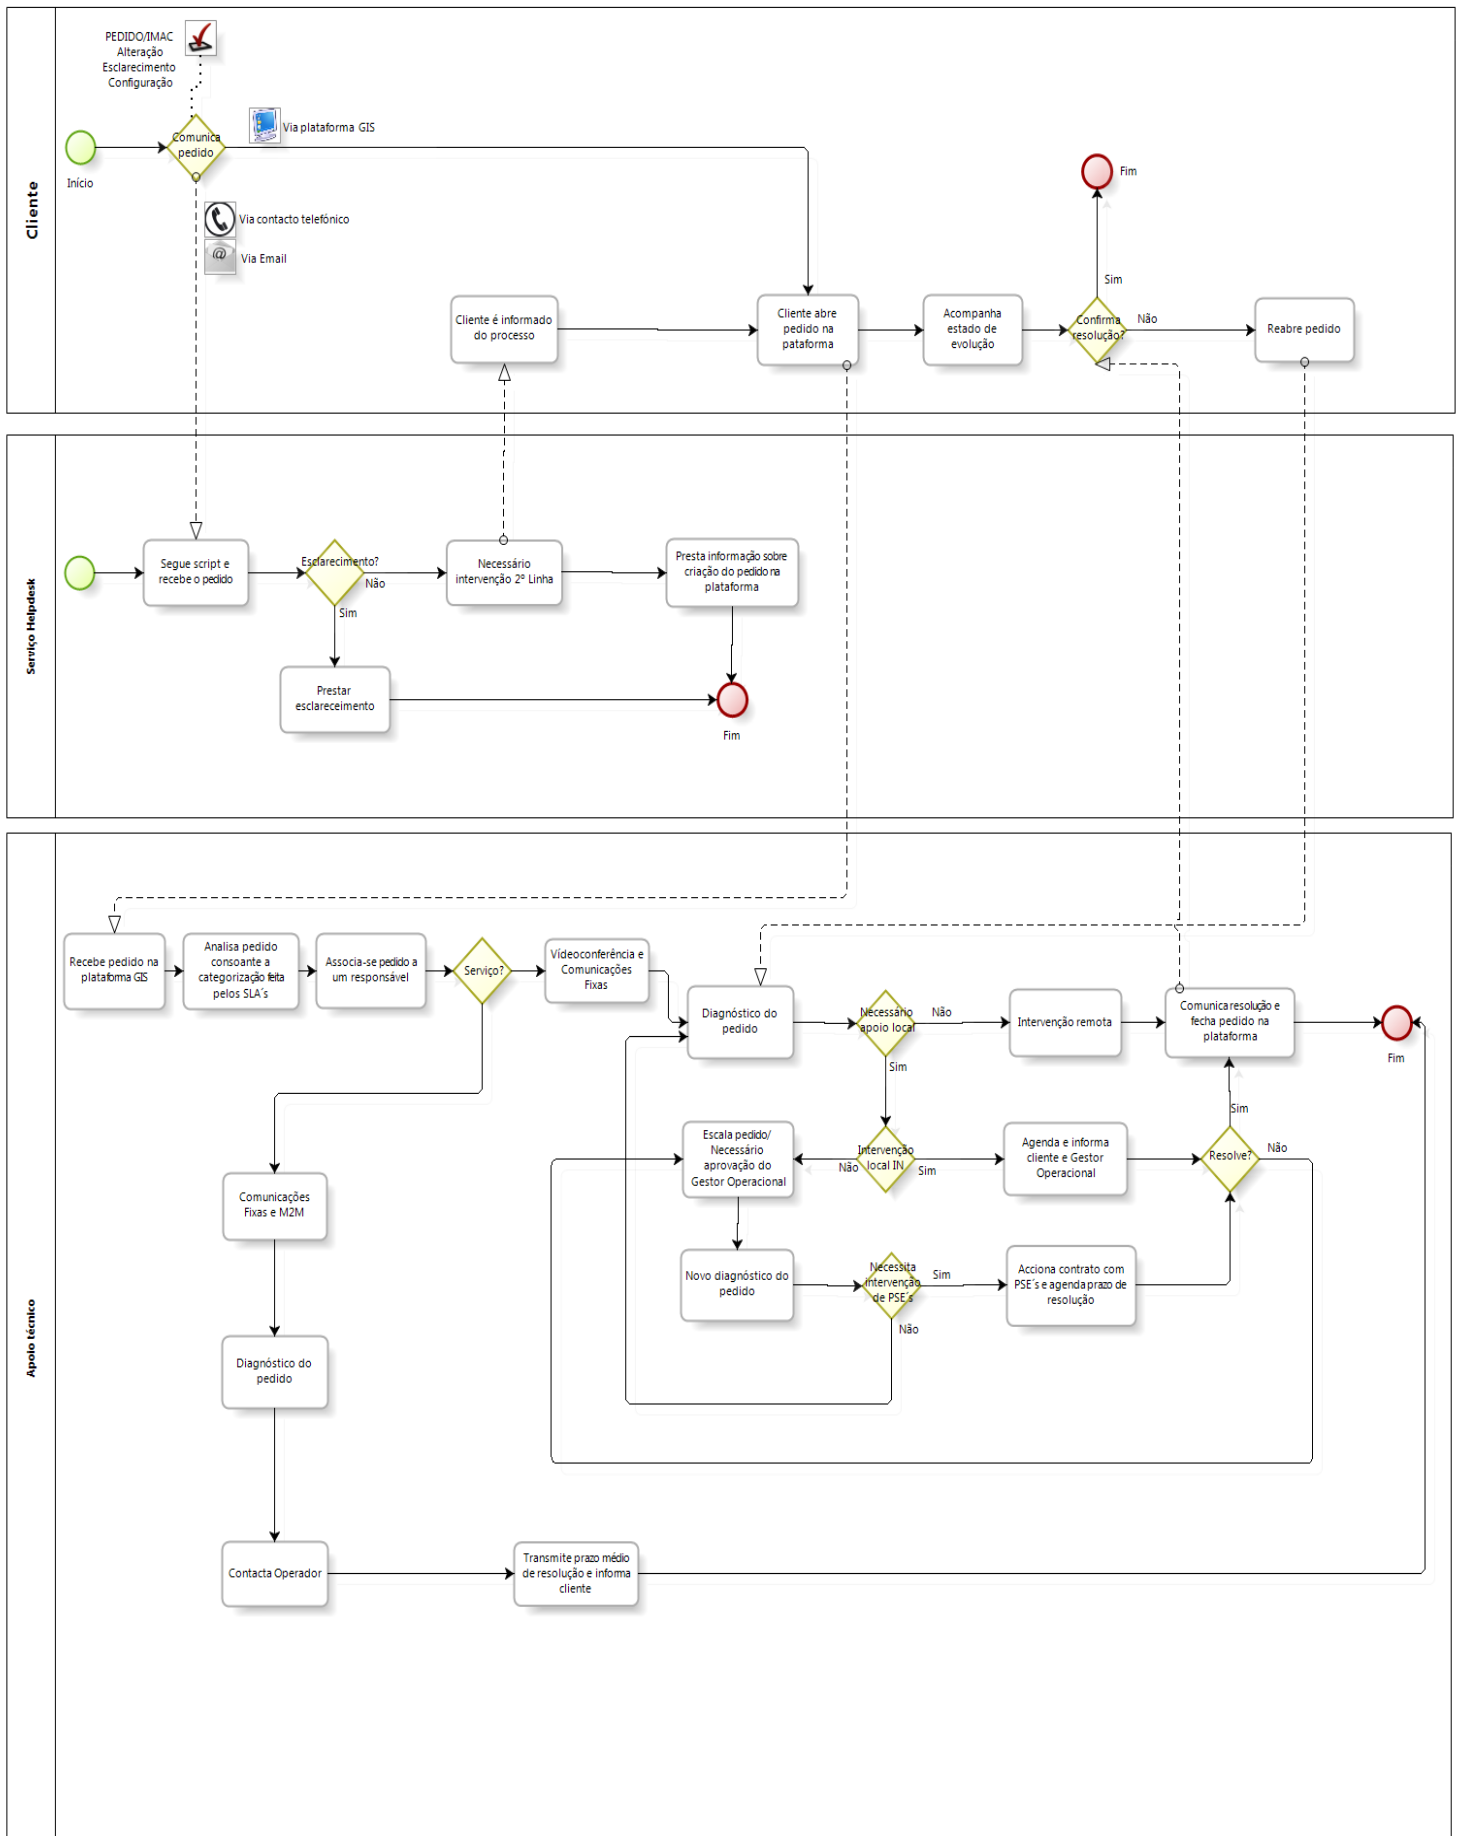 Cliente
PEDIDO/IMAC
Alteração
Esclarecimento
Configuração
Comunica
pedido
Via plataforma GIS
Início
Via contacto telefónico
Via Email
Fim
Sim
Cliente é informado
do processo
Cliente abre
pedido na
pataforma
Acompanha
estado de
evolução
Confirma
resolução?
Não
Reabre pedido
Serviço Helpdesk
Segue script e
recebe o pedido
Esclarecimento?
Não
Sim
Necessário
intervenção 2ª Linha
Presta informação sobre
criação do pedido na
plataforma
Prestar
esclareceimento
Fim
Apoio técnico
Recebe pedido na
plataforma GIS
Analisa pedido
consoante a
categorização feita
pelos SLA´s
Associa-se pedido a
um responsável
Serviço?
Vídeoconferência e
Comunicações
Fixas
Diagnóstico do
pedido
Necessário
apoio local
Não
Sim
Intervenção remota
Comunica resolução e
fecha pedido na
plataforma
Fim
Escala pedido/
Necessário
aprovação do
Gestor Operacional
Intervenção
local IN
Não
Sim
Agenda e informa
cliente e Gestor
Operacional
Resolve?
Sim
Não
Comunicações
Fixas e M2M
Novo diagnóstico do
pedido
Necessita
intervenção
de PSE´s
Sim
Não
Acciona contrato com
PSE´s e agenda prazo de
resolução
Diagnóstico do
pedido
Contacta Operador
Transmite prazo médio
de resolução e informa
cliente